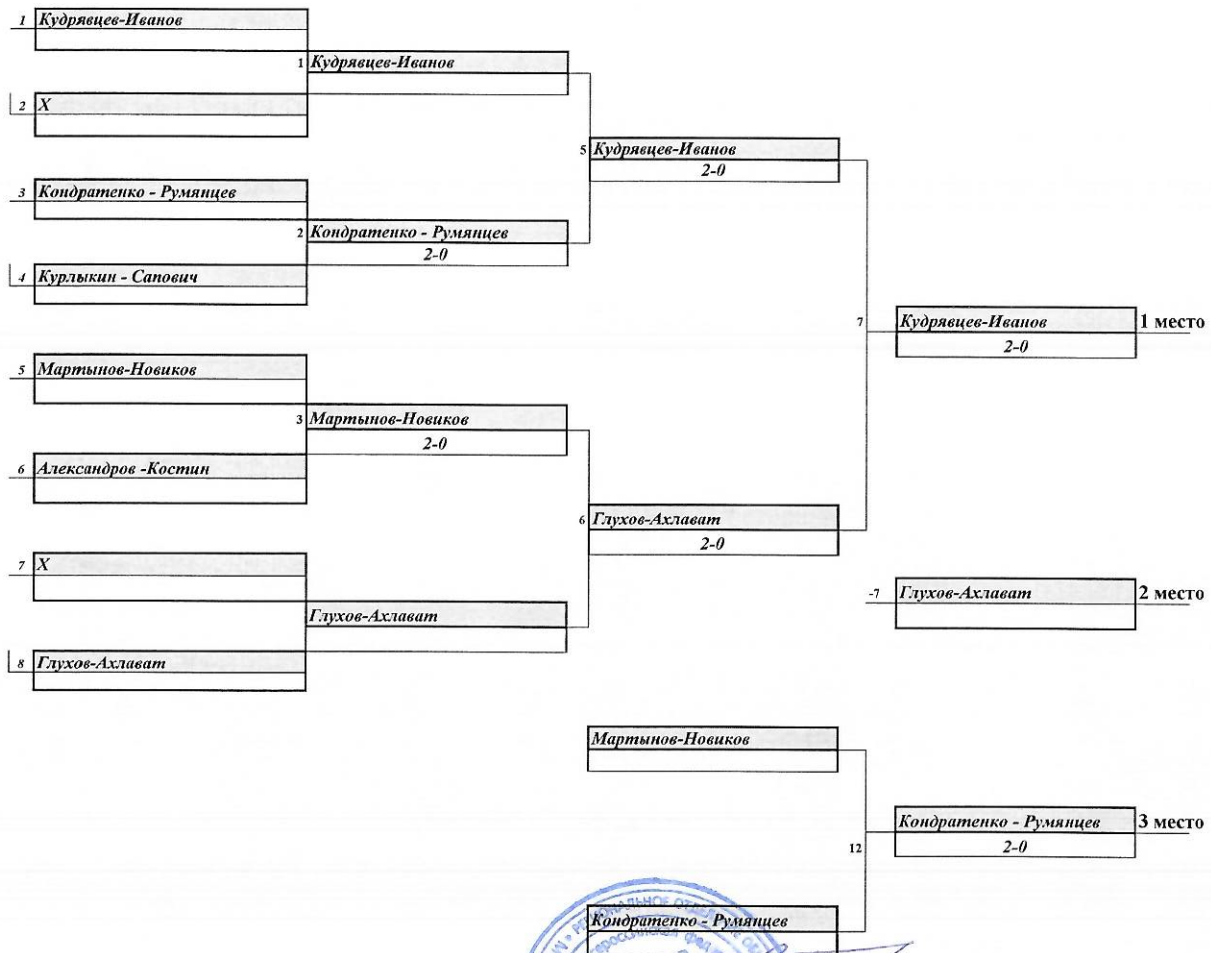 1 Кудрявцев-Иванов
1 Кудрявцев-Иванов
2 X
5 Кудрявцев-Иванов
2-0
3 Кондратенко - Румянцев
2 Кондратенко - Румянцев
2-0
4 Курлыкин - Сапович
7 Кудрявцев-Иванов 1 место
2-0
5 Мартынов-Новиков
3 Мартынов-Новиков
2-0
6 Александров -Костин
6 Глухов-Ахлават
2-0
7 X
-7 Глухов-Ахлават 2 место
Глухов-Ахлават
8 Глухов-Ахлават
Мартынов-Новиков
Кондратенко - Румянцев 3 место
12 2-0
Кондратенко - Румянцев
РЕГИОНАЛЬНОЕ